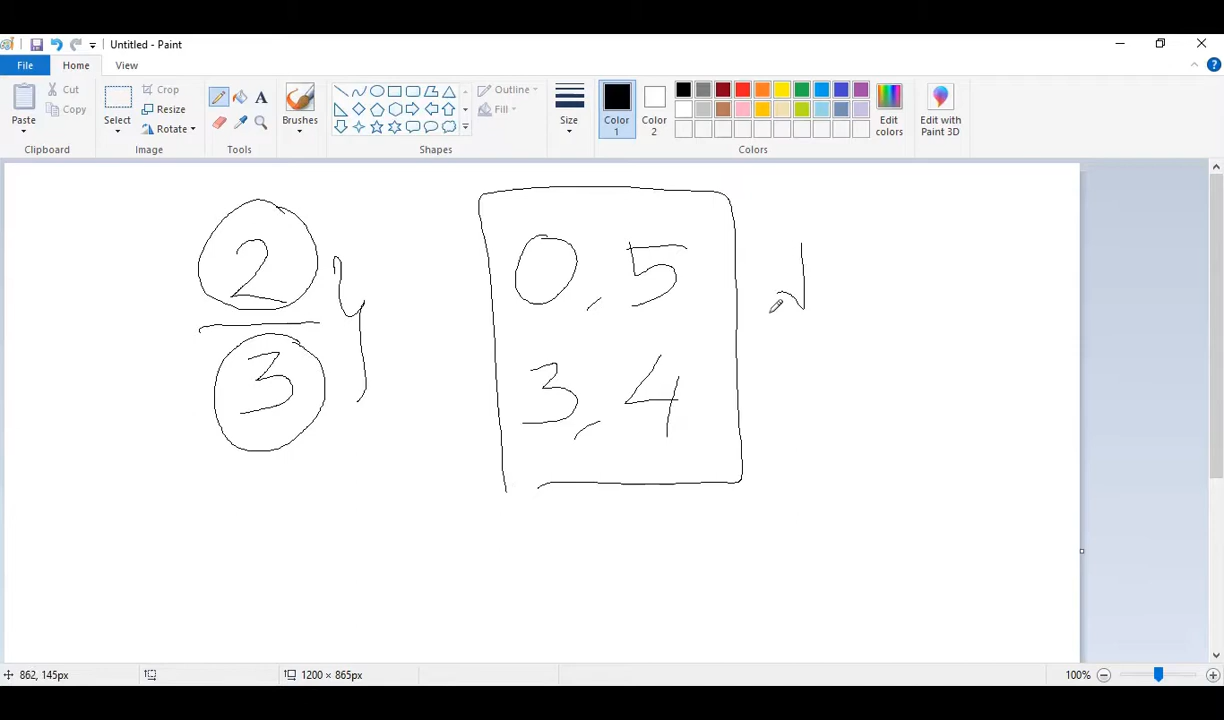 Untitled - Paint
File Home View
Paste
Cut
Copy
Clipboard
Select
Crop
Resize
Rotate
Image
Tools
Brushes
Outline
Fill
Shapes
Size
Color 1
Color 2
Edit colors
Colors
Edit with Paint 3D
2
3
y
0,5
3,4
862, 145px
1200 × 865px
100%